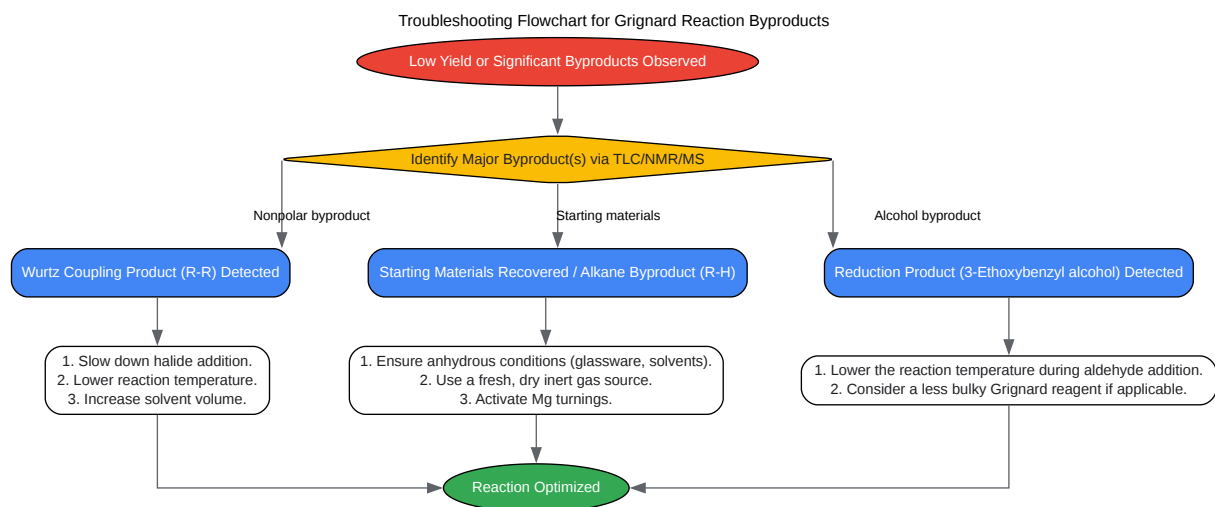 Troubleshooting Flowchart for Grignard Reaction Byproducts
Low Yield or Significant Byproducts Observed
Identify Major Byproduct(s) via TLC/NMR/MS
Nonpolar byproduct
Starting materials
Alcohol byproduct
Wurtz Coupling Product (R-R) Detected
Starting Materials Recovered / Alkane Byproduct (R-H)
Reduction Product (3-Ethoxybenzyl alcohol) Detected
1. Slow down halide addition.
2. Lower reaction temperature.
3. Increase solvent volume.
1. Ensure anhydrous conditions (glassware, solvents).
2. Use a fresh, dry inert gas source.
3. Activate Mg turnings.
1. Lower the reaction temperature during aldehyde addition.
2. Consider a less bulky Grignard reagent if applicable.
Reaction Optimized